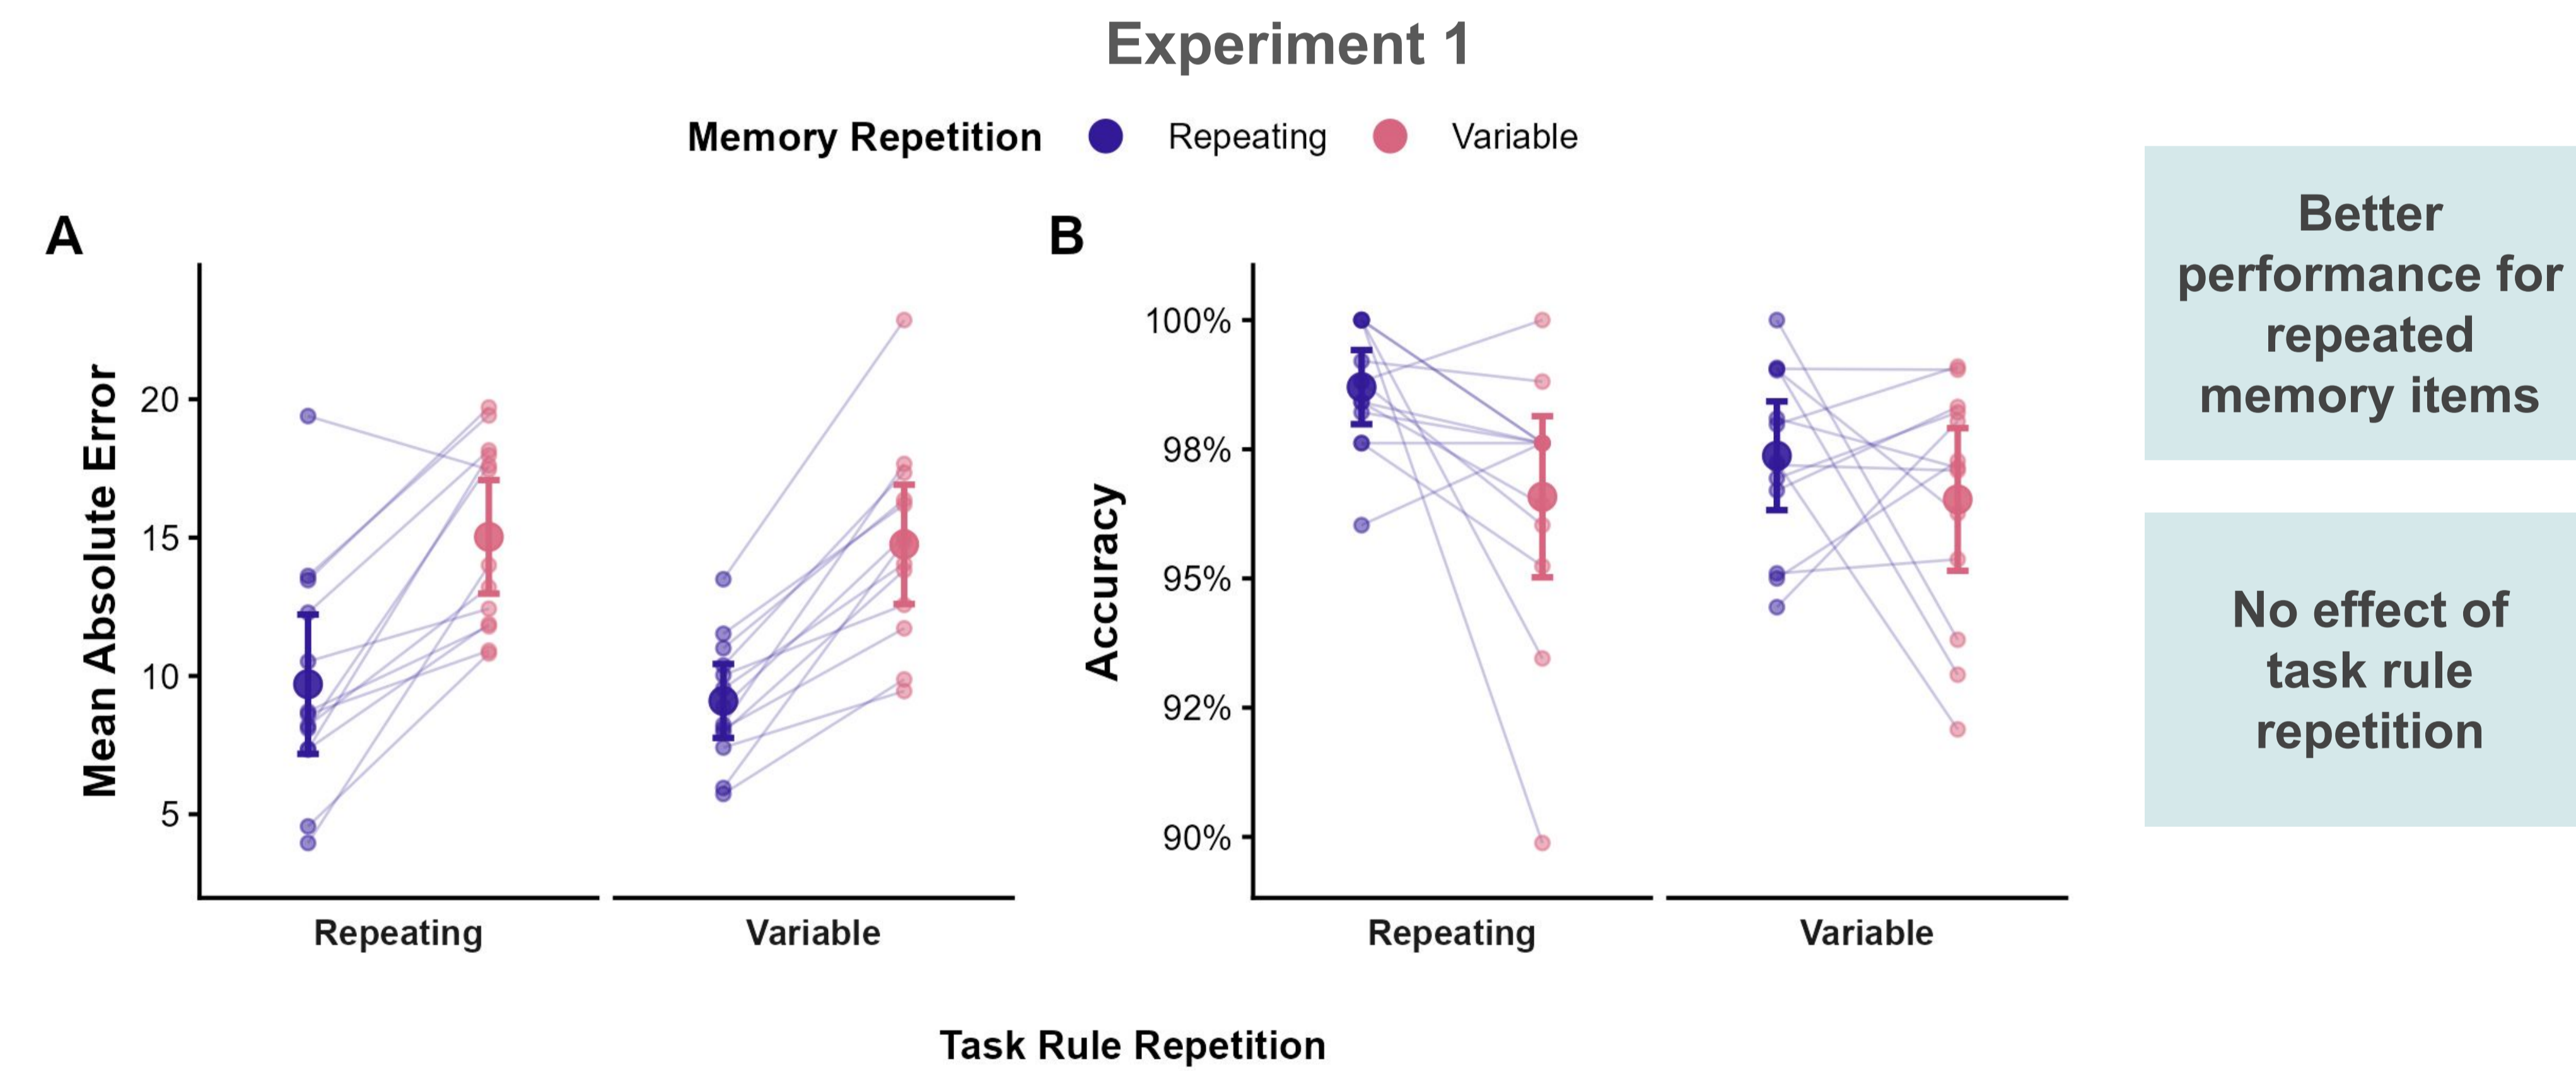 Experiment 1
Memory Repetition Repeating Variable
A
Mean Absolute Error
20
15
10
5
Repeating Variable
B
Accuracy
100%
98%
95%
92%
90%
Repeating Variable
Task Rule Repetition
Better
performance for
repeated
memory items
No effect of
task rule
repetition